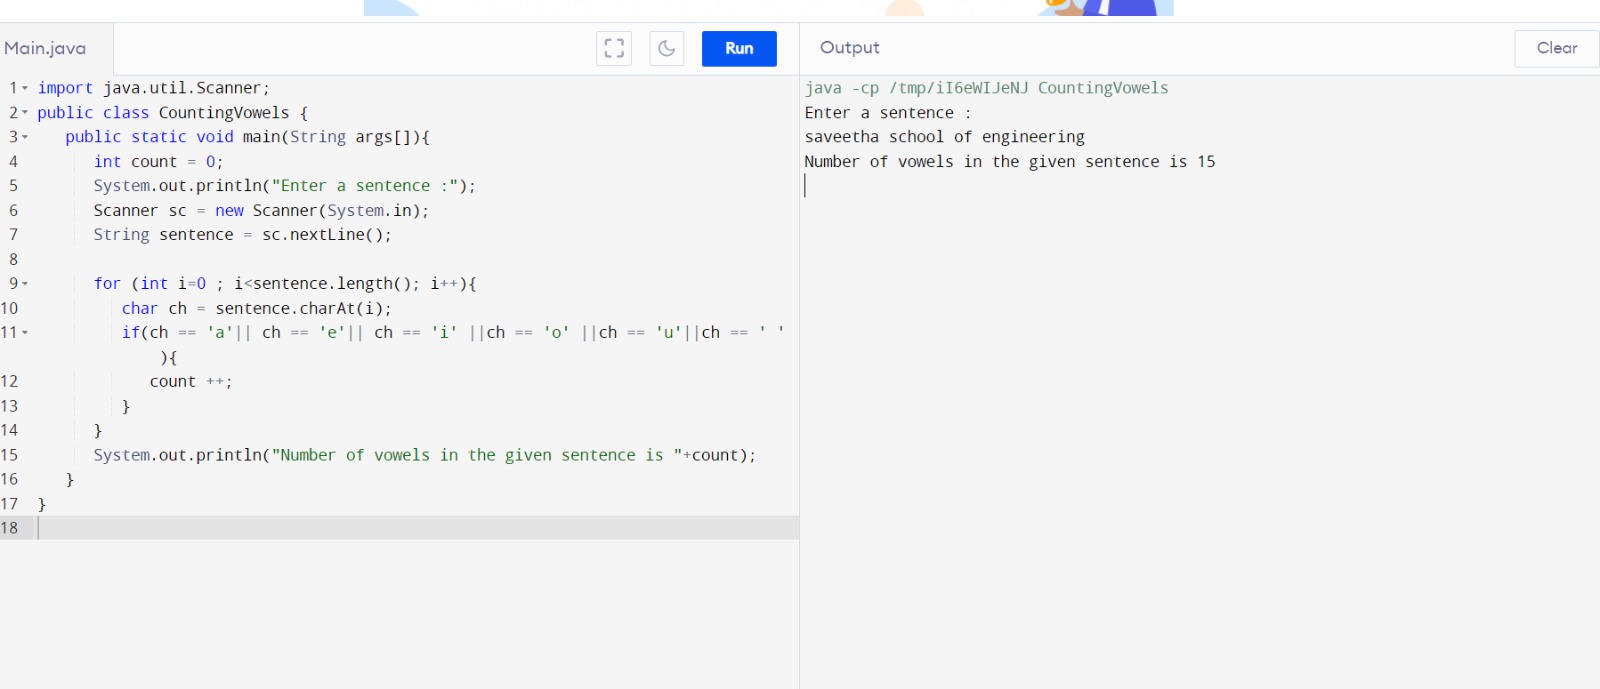 Main.java
Run
1 import java.util.Scanner;
2 public class CountingVowels {
3 public static void main(String args[]){
4 int count = 0;
5 System.out.println("Enter a sentence :");
6 Scanner sc = new Scanner(System.in);
7 String sentence = sc.nextLine();
8
9 for (int i=0 ; i<sentence.length(); i++){
10 char ch = sentence.charAt(i);
11 if(ch == 'a'|| ch == 'e'|| ch == 'i' ||ch == 'o' ||ch == 'u'||ch == ' '
){
12 count ++;
13 }
14 }
15 System.out.println("Number of vowels in the given sentence is "+count);
16 }
17 }
18
Output
Clear
java -cp /tmp/iI6eWIJeNJ CountingVowels
Enter a sentence :
saveetha school of engineering
Number of vowels in the given sentence is 15